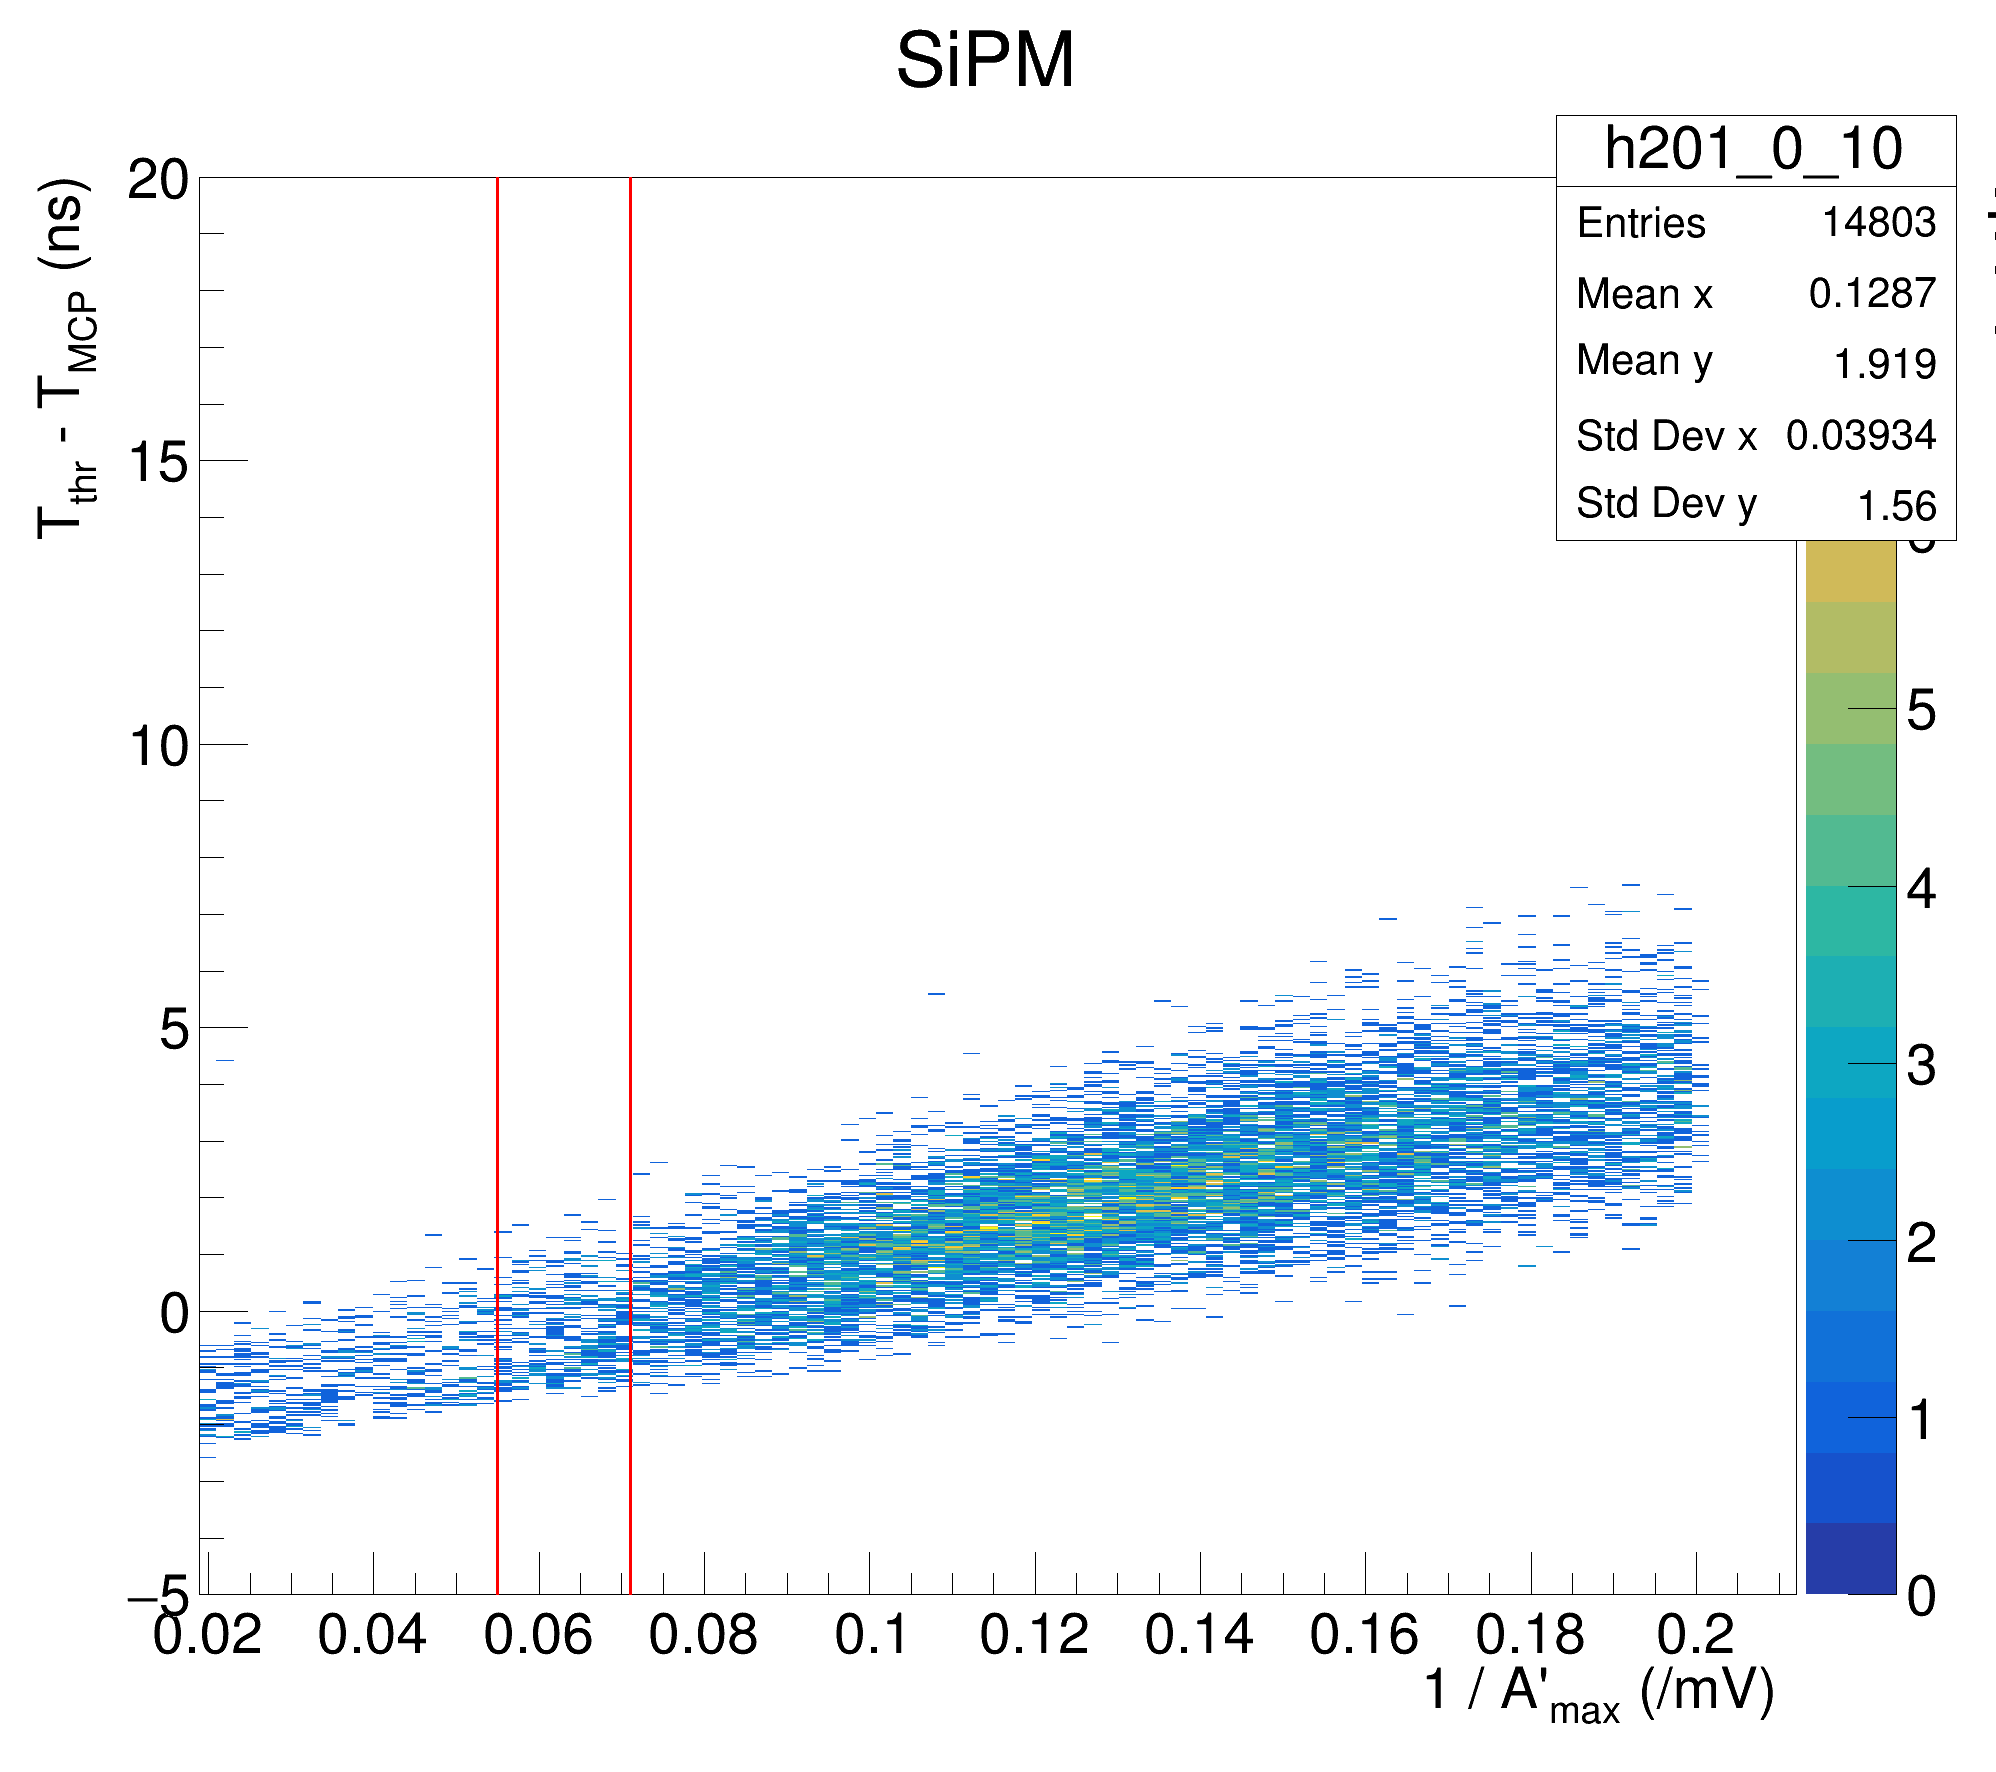 SiPM
h201_0_10
Entries 14803
Mean x 0.1287
Mean y 1.919
Std Dev x 0.03934
Std Dev y 1.56
T_thr - T_MCP (ns)
20
15
10
5
0
−5
0.02 0.04 0.06 0.08 0.1 0.12 0.14 0.16 0.18 0.2
1 / A'_max (/mV)
5
4
3
2
1
0